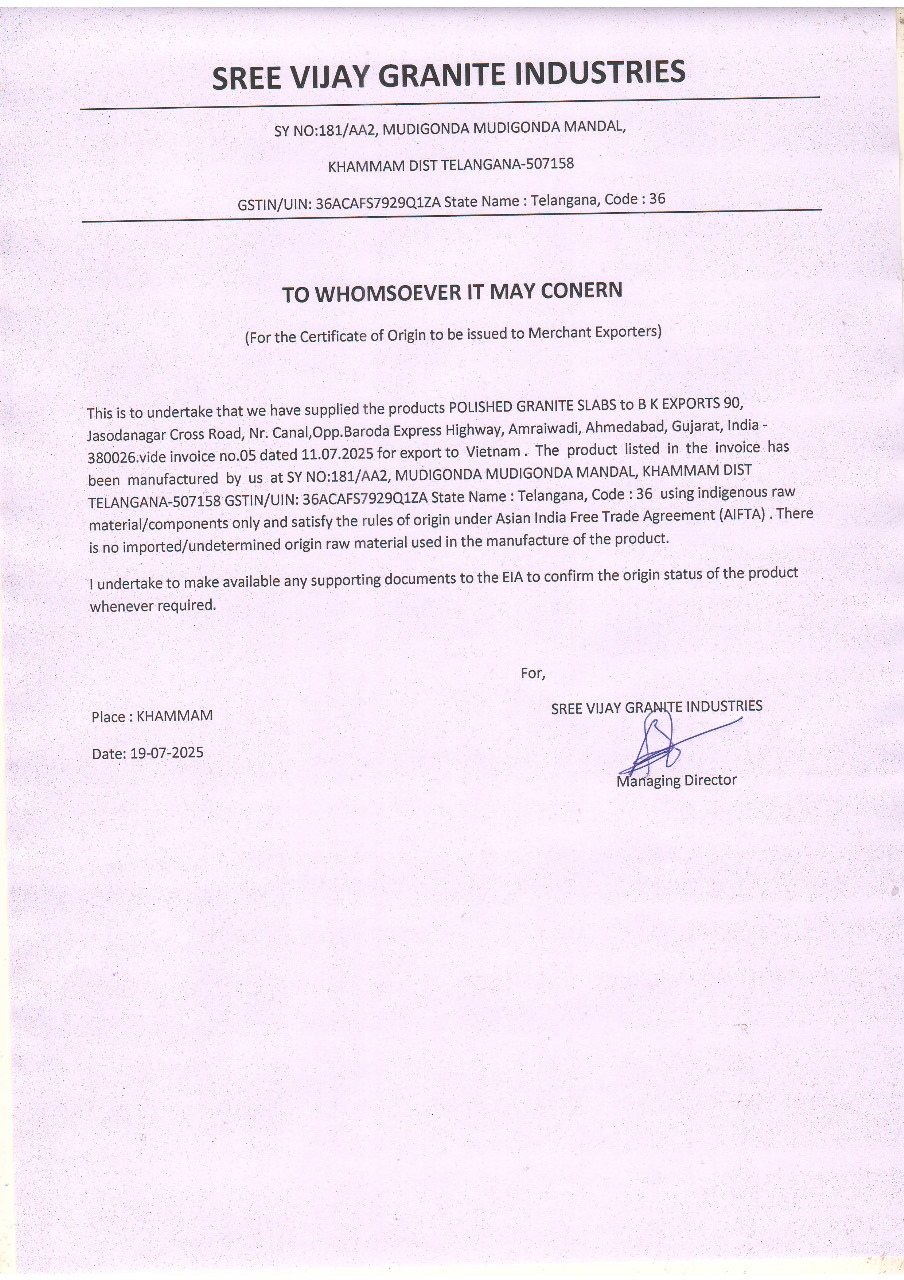 SREE VIJAY GRANITE INDUSTRIES
SY NO:181/AA2, MUDIGONDA MUDIGONDA MANDAL,
KHAMMAM DIST TELANGANA-507158
GSTIN/UIN: 36ACAFS7929Q1ZA State Name : Telangana, Code : 36
TO WHOMSOEVER IT MAY CONERN
(For the Certificate of Origin to be issued to Merchant Exporters)
This is to undertake that we have supplied the products POLISHED GRANITE SLABS to B K EXPORTS 90,
Jasodanagar Cross Road, Nr. Canal,Opp.Baroda Express Highway, Amraiwadi, Ahmedabad, Gujarat, India -
380026.vide invoice no.05 dated 11.07.2025 for export to Vietnam . The product listed in the invoice has
been manufactured by us at SY NO:181/AA2, MUDIGONDA MUDIGONDA MANDAL, KHAMMAM DIST
TELANGANA-507158 GSTIN/UIN: 36ACAFS7929Q1ZA State Name : Telangana, Code : 36 using indigenous raw
material/components only and satisfy the rules of origin under Asian India Free Trade Agreement (AIFTA) . There
is no imported/undetermined origin raw material used in the manufacture of the product.
I undertake to make available any supporting documents to the EIA to confirm the origin status of the product
whenever required.
For,
Place : KHAMMAM
SREE VIJAY GRANITE INDUSTRIES
Date: 19-07-2025
Managing Director